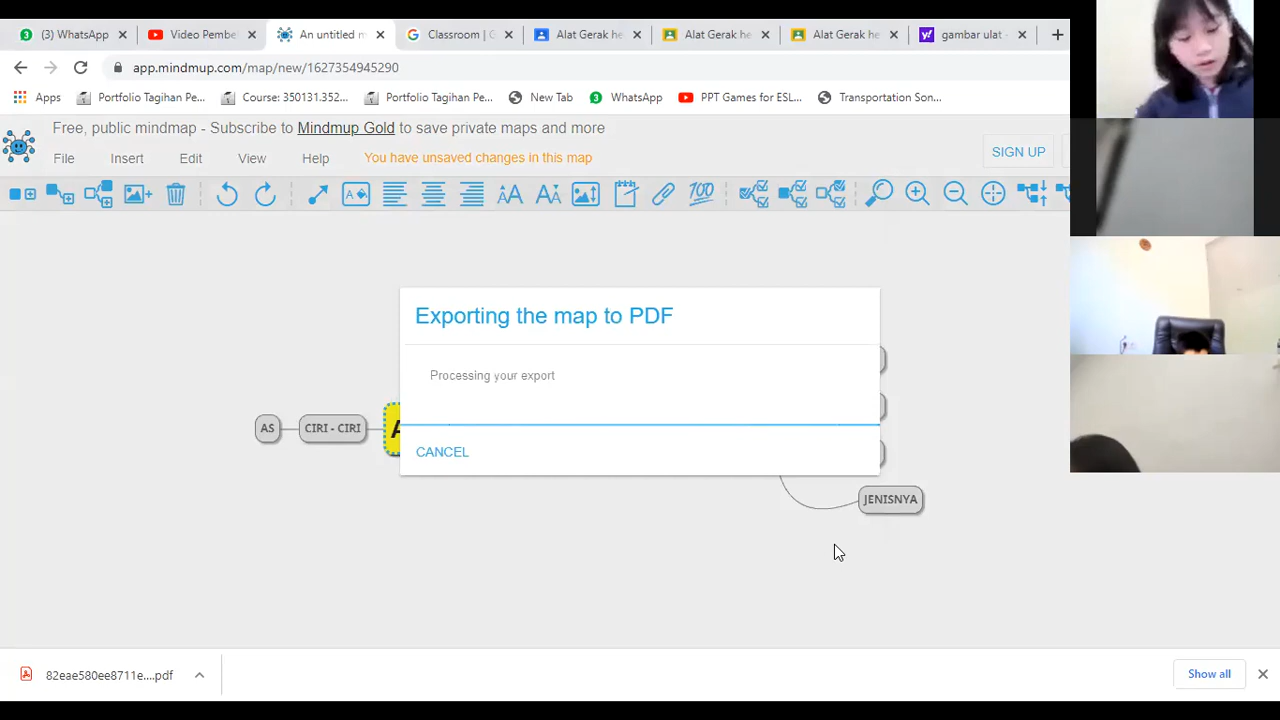 (3) WhatsApp
Video Pembe
An untitled m
Classroom | G
Alat Gerak he
Alat Gerak he
Alat Gerak he
gambar ulat -
app.mindmup.com/map/new/1627354945290
Apps
Portfolio Tagihan Pe...
Course: 350131.352...
Portfolio Tagihan Pe...
New Tab
WhatsApp
PPT Games for ESL...
Transportation Son...
Free, public mindmap - Subscribe to Mindmup Gold to save private maps and more
File
Insert
Edit
View
Help
You have unsaved changes in this map
SIGN UP
100
Exporting the map to PDF
Processing your export
CANCEL
AS
CIRI - CIRI
A
JENISNYA
82eae580ee8711e....pdf
Show all